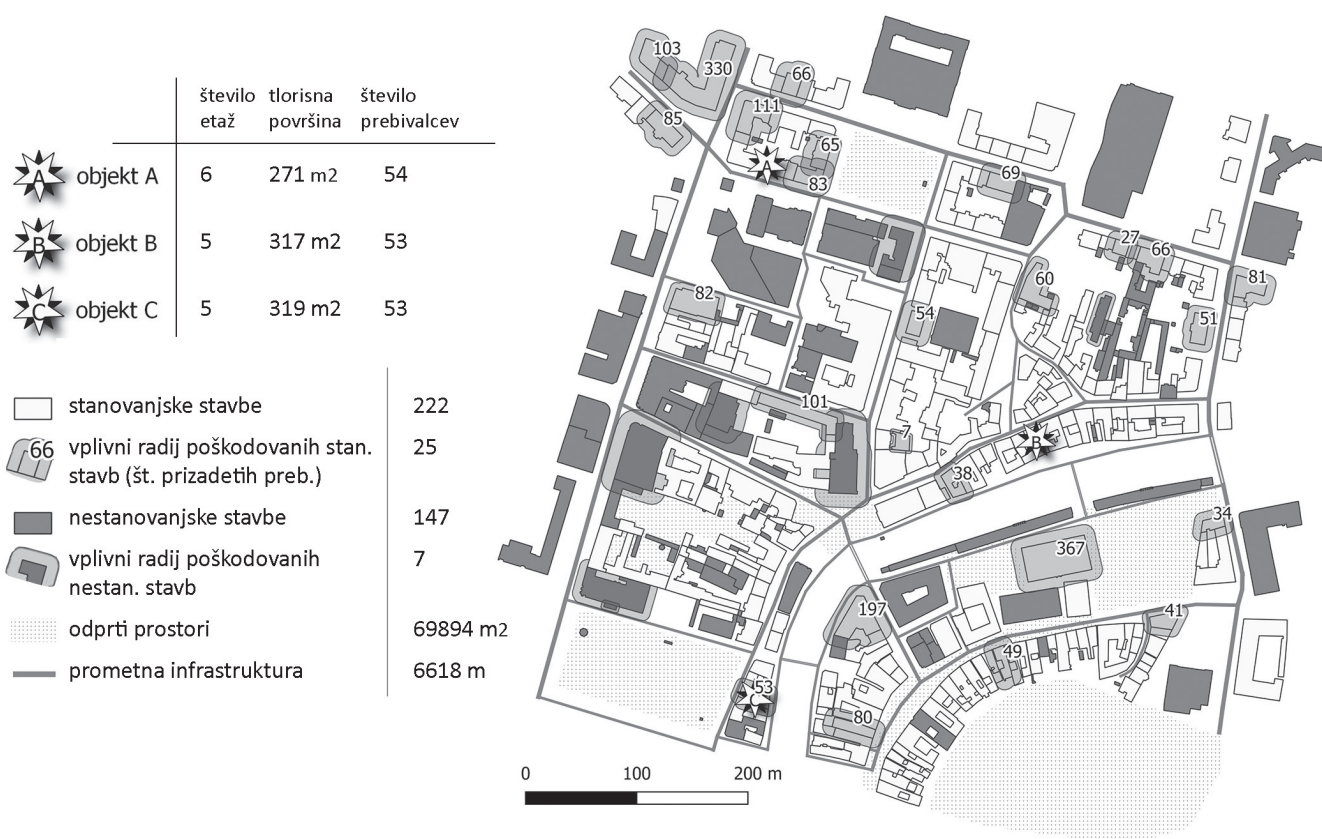 število tlorisna število
etaž površina prebivalcev
A objekt A 6 271 m2 54
B objekt B 5 317 m2 53
C objekt C 5 319 m2 53
stanovanjske stavbe 222
66 vplivni radij poškodovanih stan. 25
stavb (št. prizadetih preb.)
nestanovanjske stavbe 147
vplivni radij poškodovanih 7
nestan. stavb
odprti prostori 69894 m2
prometna infrastruktura 6618 m
103
330
66
111
85
65
A
83
69
27
66
60
81
82
54
51
101
7
B
38
34
367
197
41
49
53
C
80
0 100 200 m